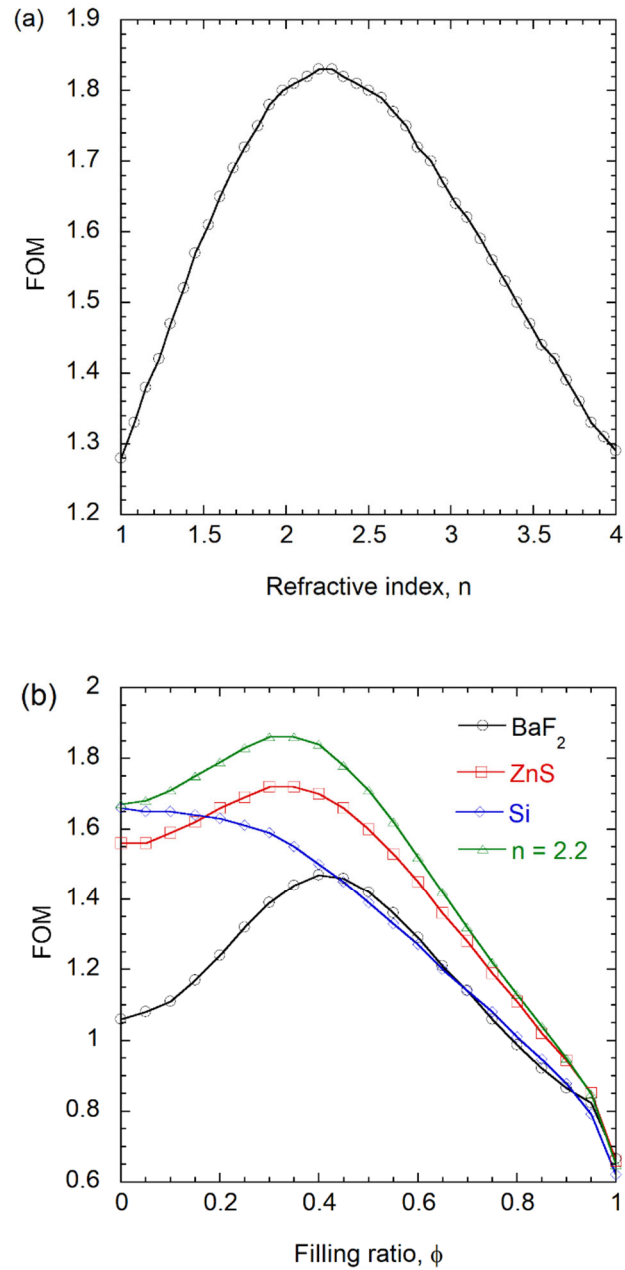 (a)
1.9
1.8
1.7
1.6
1.5
1.4
1.3
1.2
FOM
1 1.5 2 2.5 3 3.5 4
Refractive index, n
(b)
2
1.8
1.6
1.4
1.2
1
0.8
0.6
FOM
BaF₂
ZnS
Si
n = 2.2
0 0.2 0.4 0.6 0.8 1
Filling ratio, ϕ